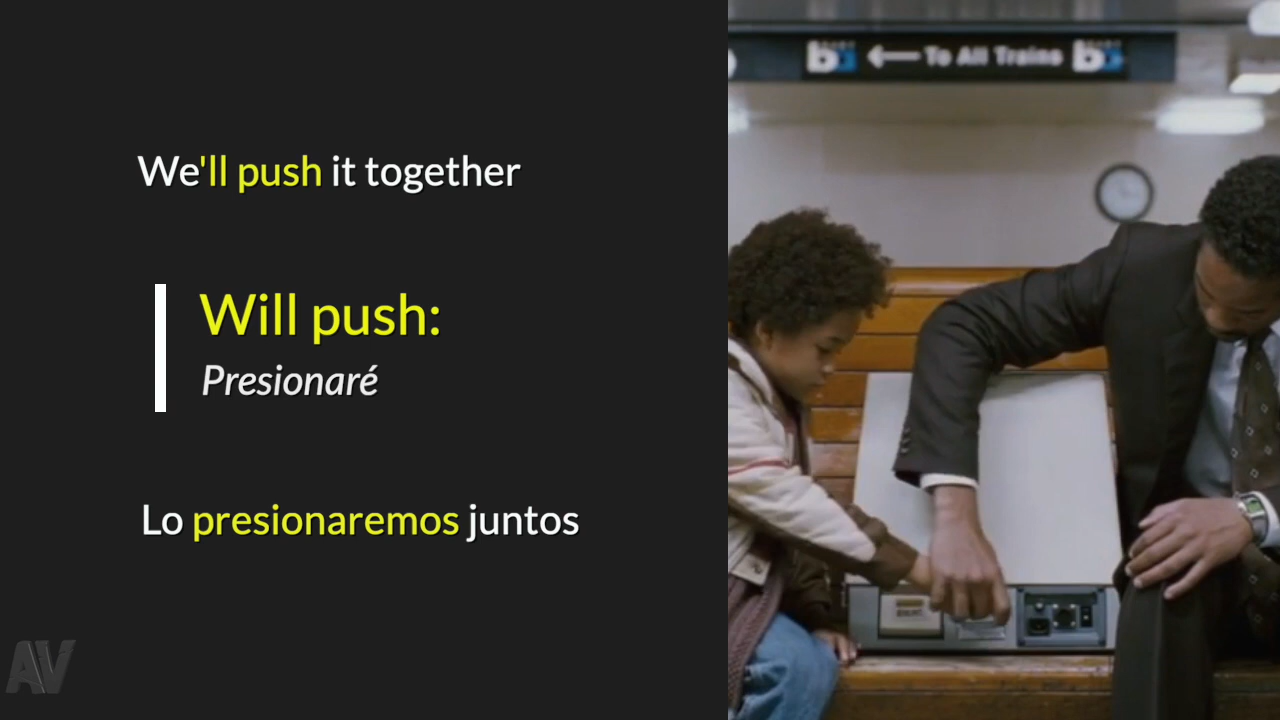 We'll push it together
Will push:
Presionaré
Lo presionaremos juntos
AV
← To All Trains